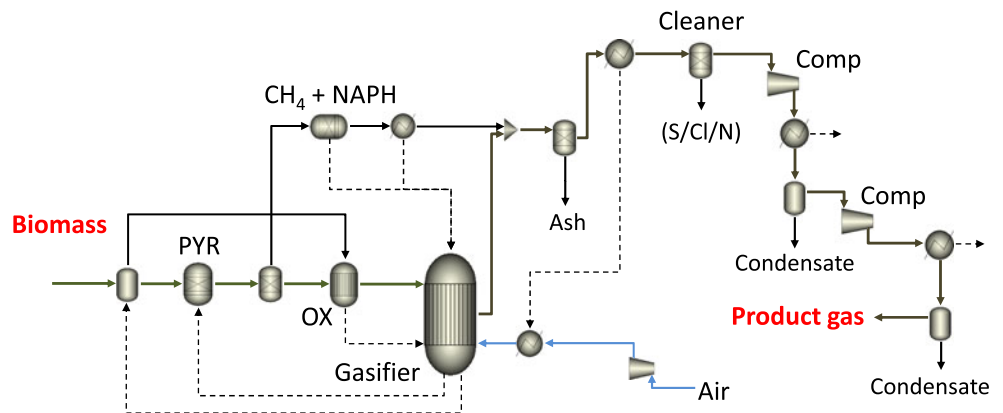 Cleaner
Comp
CH₄ + NAPH
(S/Cl/N)
Comp
Biomass
Ash
PYR
Condensate
OX
Product gas
Gasifier
Air
Condensate